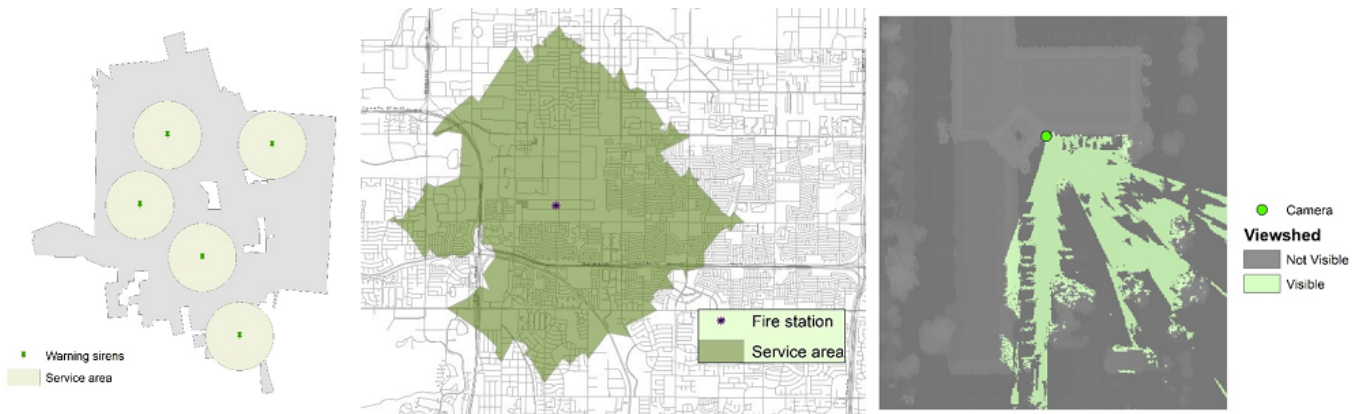 Warning sirens
Service area
Fire station
Service area
Camera
Viewshed
Not Visible
Visible